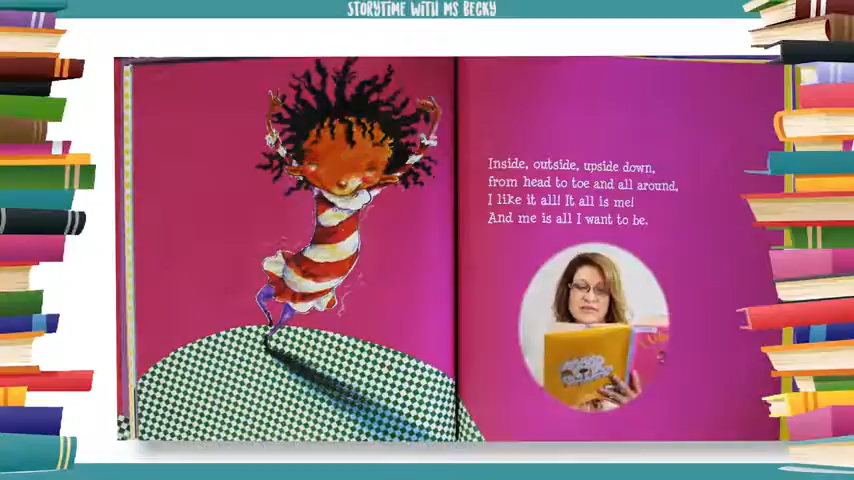 STORYTIME WITH MS BECKY
Inside, outside, upside down,
from head to toe and all around,
I like it all! It all is me!
And me is all I want to be.